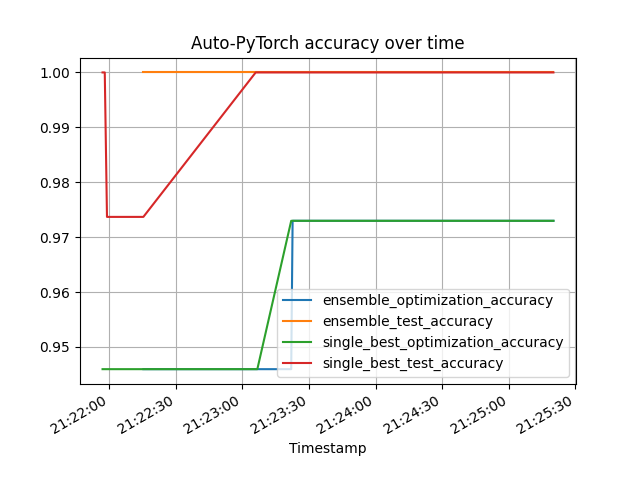 Auto-PyTorch accuracy over time
1.00
0.99
0.98
0.97
0.96
0.95
ensemble_optimization_accuracy
ensemble_test_accuracy
single_best_optimization_accuracy
single_best_test_accuracy
21:22:00
21:22:30
21:23:00
21:23:30
21:24:00
21:24:30
21:25:00
21:25:30
Timestamp